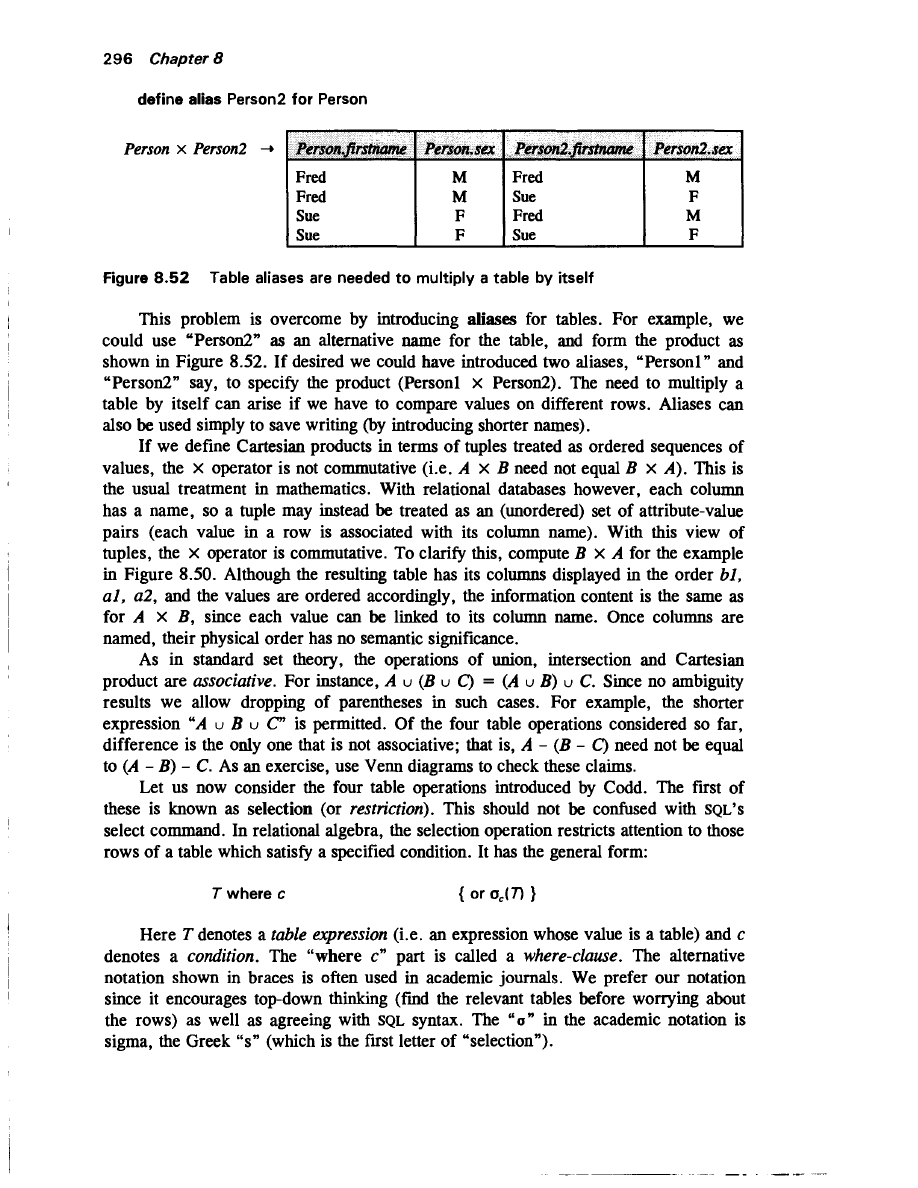 296 Chapter 8
define alias Person2 for Person
Person × Person2 → Person.firstname Person.sex Person2.firstname Person2.sex
Fred M Fred M
Fred M Sue F
Sue F Fred M
Sue F Sue F
Figure 8.52 Table aliases are needed to multiply a table by itself
This problem is overcome by introducing aliases for tables. For example, we
could use "Person2" as an alternative name for the table, and form the product as
shown in Figure 8.52. If desired we could have introduced two aliases, "Person1" and
"Person2" say, to specify the product (Person1 × Person2). The need to multiply a
table by itself can arise if we have to compare values on different rows. Aliases can
also be used simply to save writing (by introducing shorter names).
If we define Cartesian products in terms of tuples treated as ordered sequences of
values, the × operator is not commutative (i.e. A × B need not equal B × A). This is
the usual treatment in mathematics. With relational databases however, each column
has a name, so a tuple may instead be treated as an (unordered) set of attribute-value
pairs (each value in a row is associated with its column name). With this view of
tuples, the × operator is commutative. To clarify this, compute B × A for the example
in Figure 8.50. Although the resulting table has its columns displayed in the order b1,
a1, a2, and the values are ordered accordingly, the information content is the same as
for A × B, since each value can be linked to its column name. Once columns are
named, their physical order has no semantic significance.
As in standard set theory, the operations of union, intersection and Cartesian
product are associative. For instance, A ∪ (B ∪ C) = (A ∪ B) ∪ C. Since no ambiguity
results we allow dropping of parentheses in such cases. For example, the shorter
expression "A ∪ B ∪ C" is permitted. Of the four table operations considered so far,
difference is the only one that is not associative; that is, A - (B - C) need not be equal
to (A - B) - C. As an exercise, use Venn diagrams to check these claims.
Let us now consider the four table operations introduced by Codd. The first of
these is known as selection (or restriction). This should not be confused with SQL's
select command. In relational algebra, the selection operation restricts attention to those
rows of a table which satisfy a specified condition. It has the general form:
T where c { or σc(T) }
Here T denotes a table expression (i.e. an expression whose value is a table) and c
denotes a condition. The "where c" part is called a where-clause. The alternative
notation shown in braces is often used in academic journals. We prefer our notation
since it encourages top-down thinking (find the relevant tables before worrying about
the rows) as well as agreeing with SQL syntax. The "σ" in the academic notation is
sigma, the Greek "s" (which is the first letter of "selection").